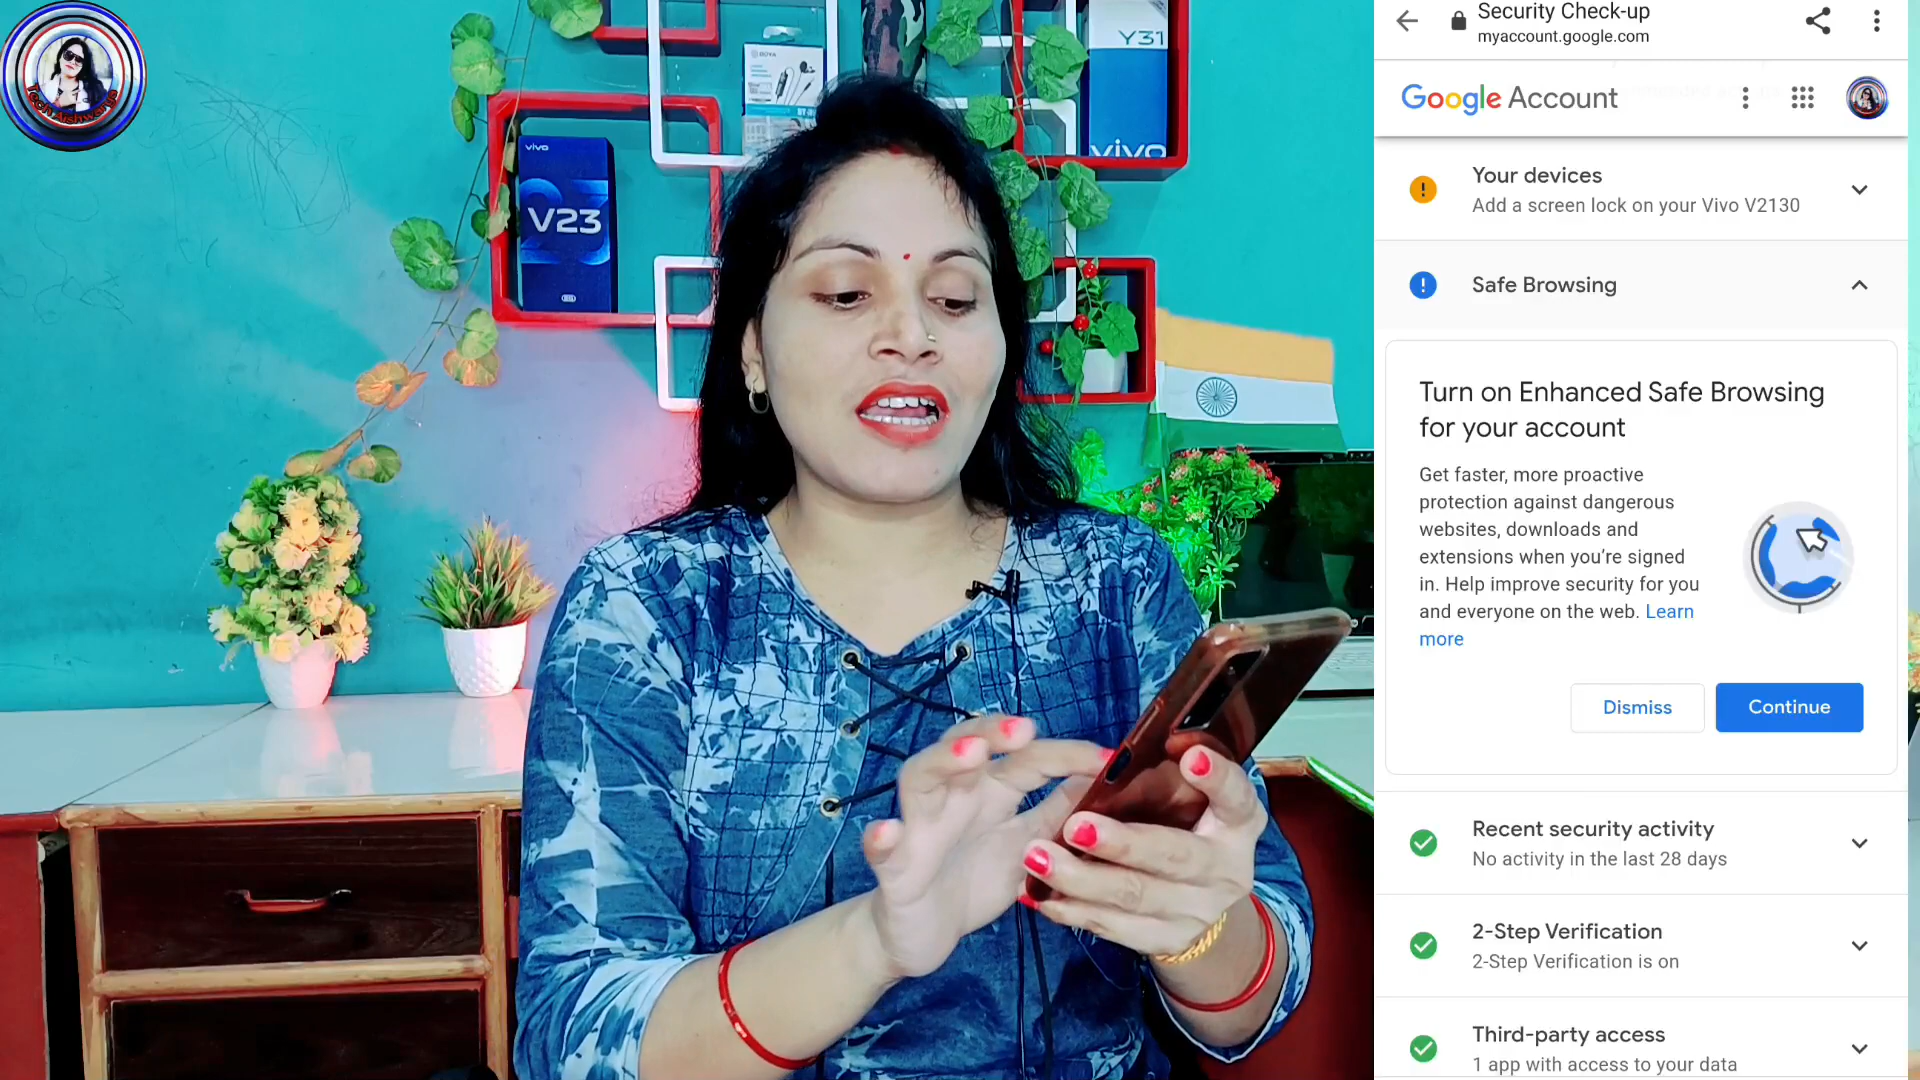 Tech Aishwarya
BOYA
Y31
vivo
vivo
V23
5G
Security Check-up
myaccount.google.com
Google Account
Your devices
Add a screen lock on your Vivo V2130
Safe Browsing
Turn on Enhanced Safe Browsing
for your account
Get faster, more proactive
protection against dangerous
websites, downloads and
extensions when you’re signed
in. Help improve security for you
and everyone on the web. Learn
more
Dismiss
Continue
Recent security activity
No activity in the last 28 days
2-Step Verification
2-Step Verification is on
Third-party access
1 app with access to your data